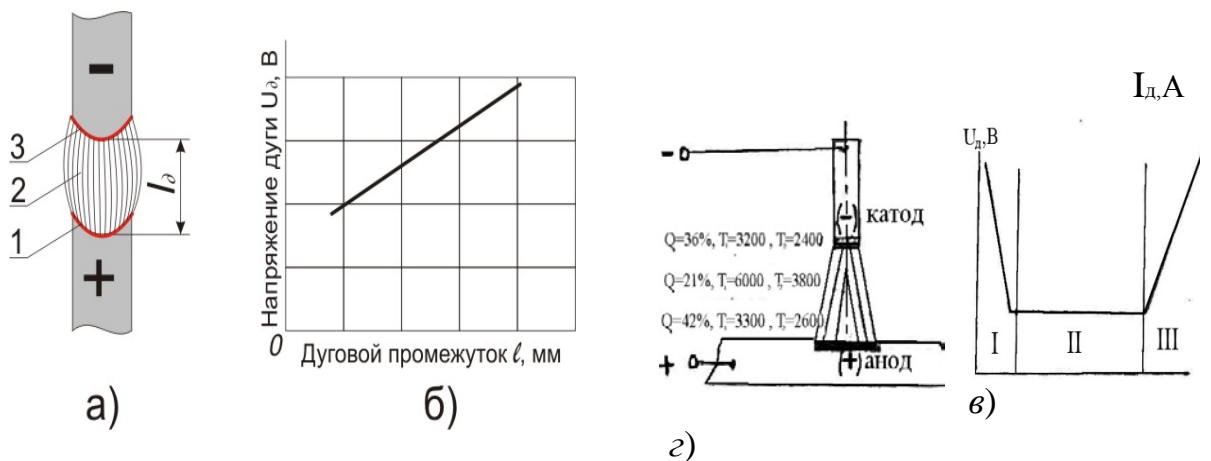 -
3
2
1
lд
+
а)
Напряжение дуги Uд, В
0
Дуговой промежуток ℓ, мм
б)
- 
(-) катод
Q=36%, T=3200 , T=2400
Q=21%, T=6000 , T=3800
Q=42%, T=3300 , T=2600
+
(+) анод
г)
Iд,А
Uд,В
I
II
III
в)